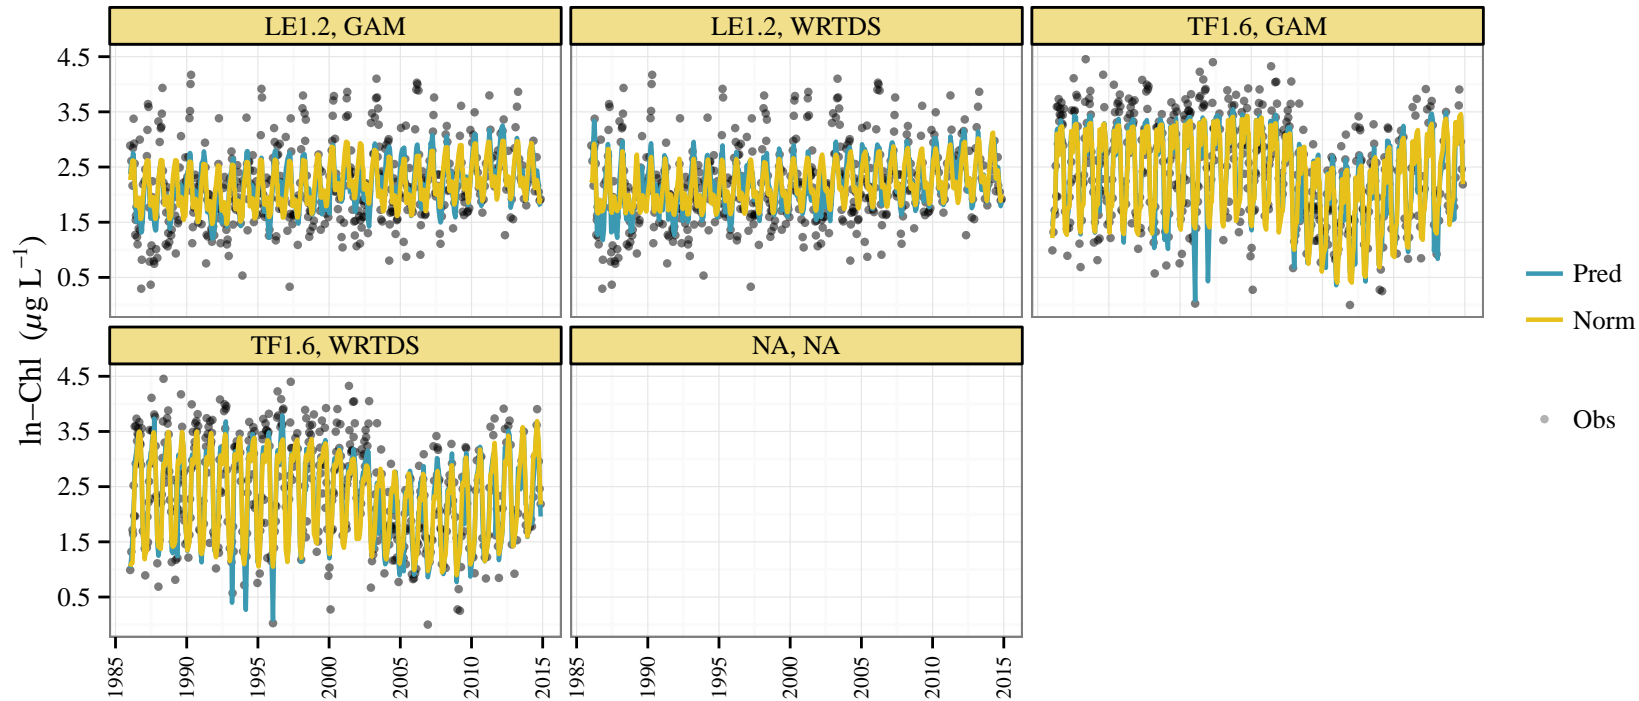 LE1.2, GAM
LE1.2, WRTDS
TF1.6, GAM
4.5
3.5
2.5
1.5
0.5
TF1.6, WRTDS
NA, NA
4.5
3.5
2.5
1.5
0.5
ln−Chl (μg L⁻¹)
1985
1990
1995
2000
2005
2010
2015
1985
1990
1995
2000
2005
2010
2015
Pred
Norm
Obs